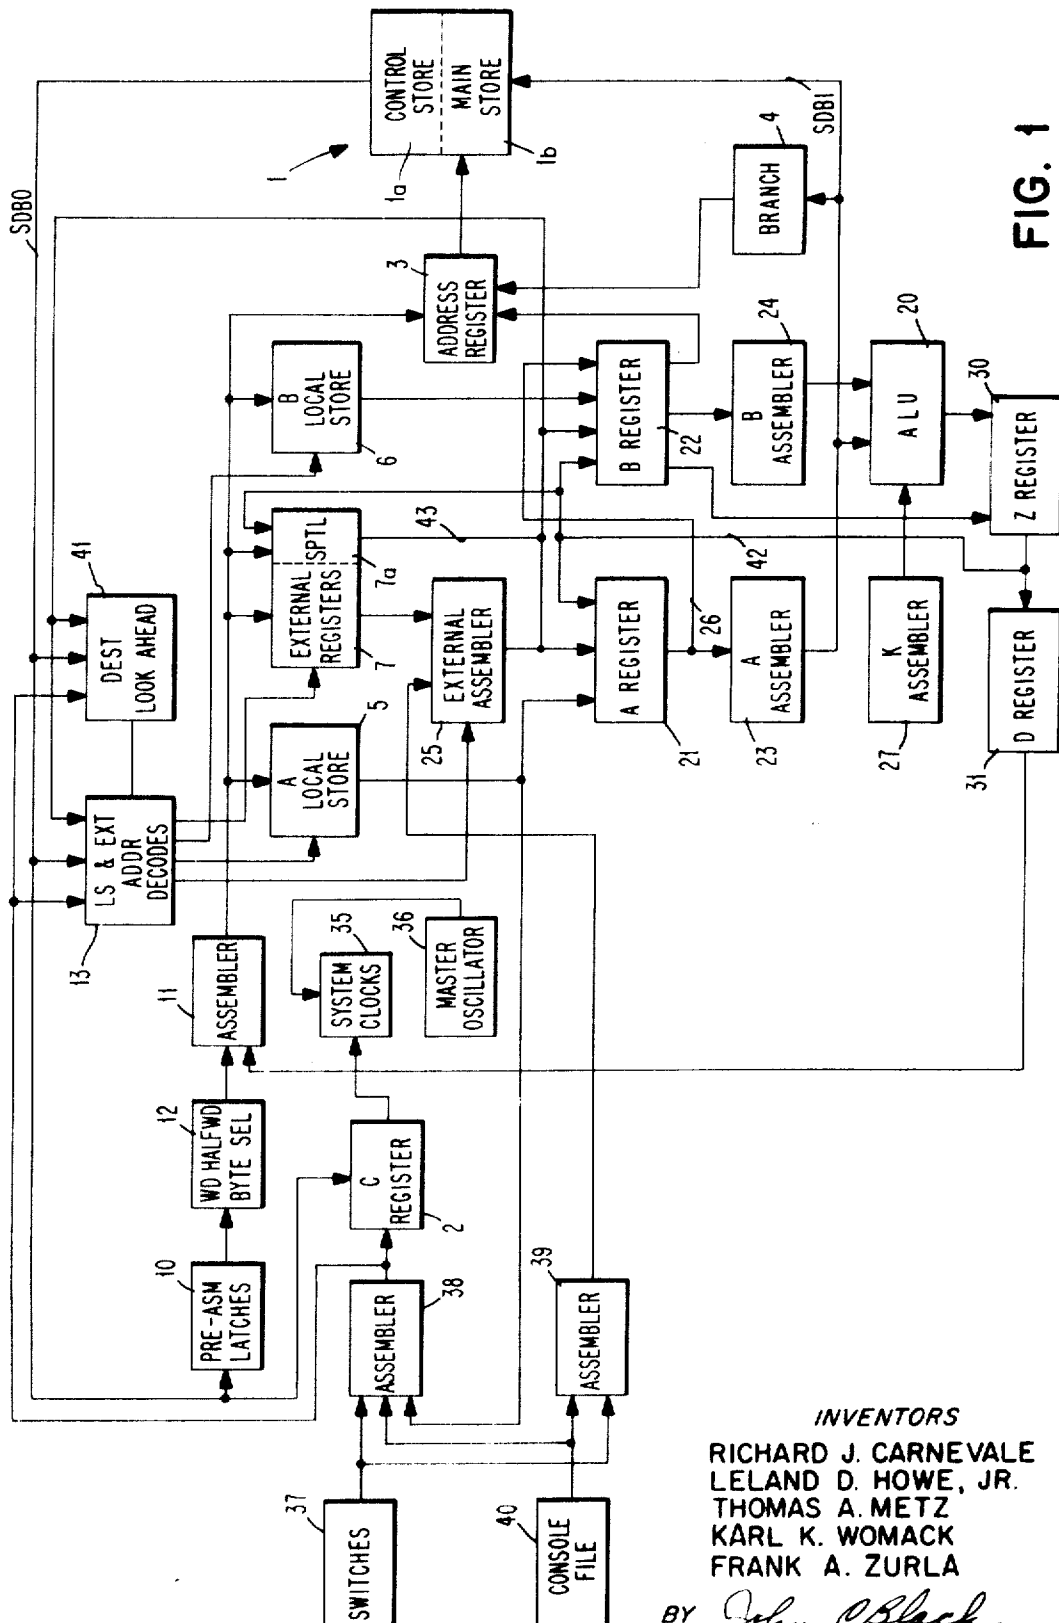 SDBO
CONTROL
STORE
MAIN
STORE
1
1a
1b
SDBI
3
ADDRESS
REGISTER
BRANCH
4
B
LOCAL
STORE
6
41
DEST
LOOK AHEAD
EXTERNAL
REGISTERS
SPTL
7
7a
43
EXTERNAL
ASSEMBLER
25
A
LOCAL
STORE
5
LS & EXT
ADDR
DECODES
13
B REGISTER
22
B
ASSEMBLER
24
ALU
20
Z REGISTER
30
42
26
A REGISTER
21
A
ASSEMBLER
23
K
ASSEMBLER
27
D REGISTER
31
11
ASSEMBLER
35
SYSTEM
CLOCKS
36
MASTER
OSCILLATOR
12
WD HALFWD
BYTE SEL
10
PRE-ASM
LATCHES
C
REGISTER
2
ASSEMBLER
38
39
ASSEMBLER
37
SWITCHES
40
CONSOLE
FILE
FIG. 1
INVENTORS
RICHARD J. CARNEVALE
LELAND D. HOWE, JR.
THOMAS A. METZ
KARL K. WOMACK
FRANK A. ZURLA
BY John C Black